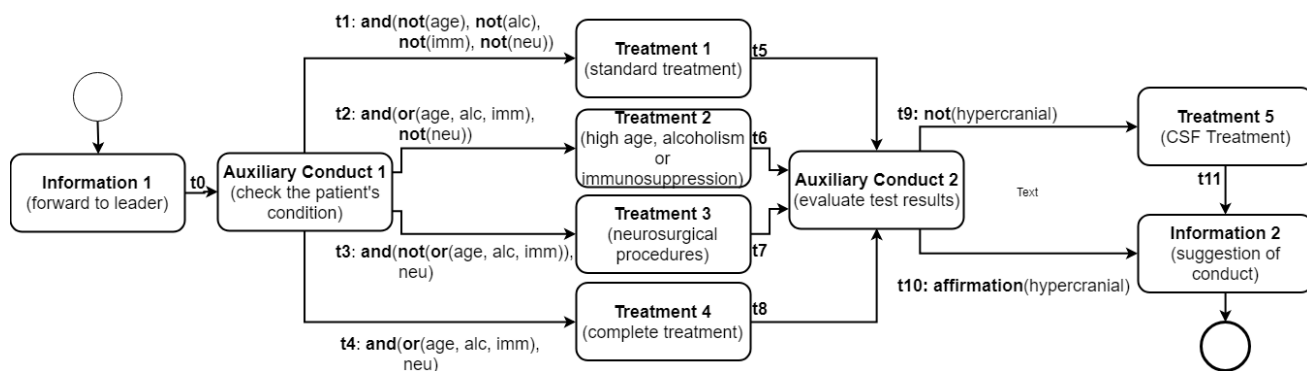 t1: and(not(age), not(alc),
not(imm), not(neu))
Treatment 1
(standard treatment)
t5
t2: and(or(age, alc, imm),
not(neu))
Treatment 2
(high age, alcoholism or
immunosuppression)
t6
t9: not(hypercranial)
Treatment 5
(CSF Treatment)
Information 1
(forward to leader)
t0
Auxiliary Conduct 1
(check the patient's
condition)
Auxiliary Conduct 2
(evaluate test results)
Text
t11
t3: and(not(or(age, alc, imm)),
neu)
Treatment 3
(neurosurgical
procedures)
t7
Information 2
(suggestion of
conduct)
t10: affirmation(hypercranial)
Treatment 4
(complete treatment)
t8
t4: and(or(age, alc, imm),
neu)